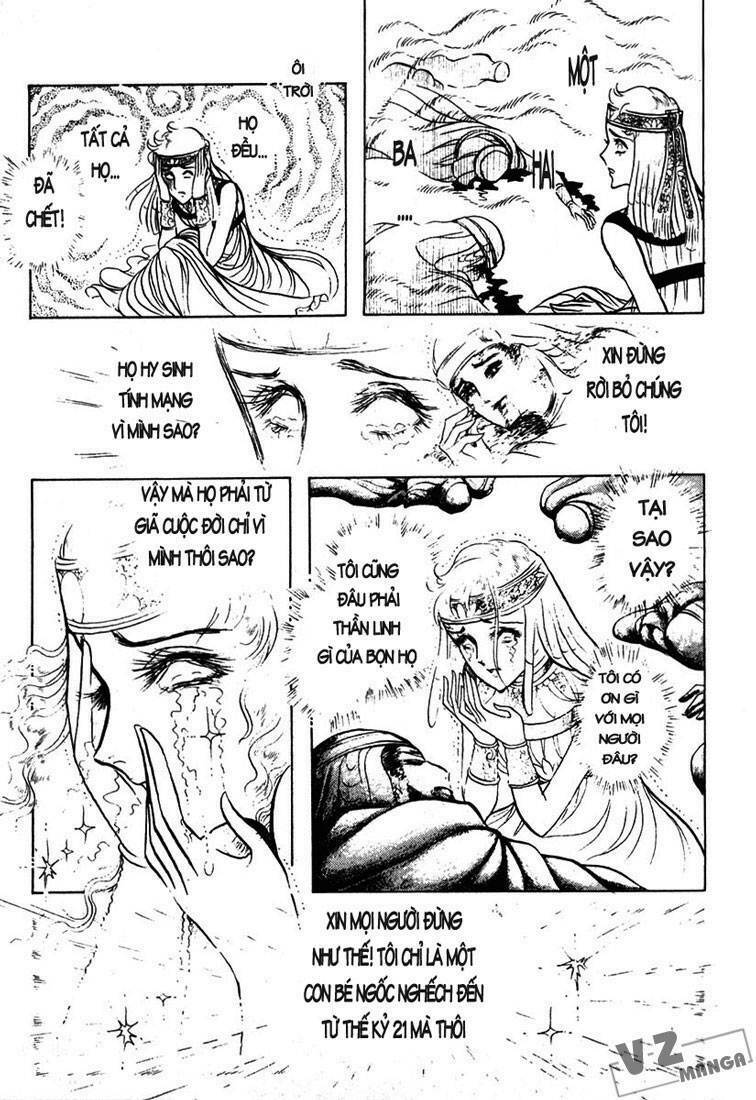 MỘT
HAI
BA
....
ÔI
TRỜI
HỌ
ĐỀU...
TẤT CẢ
HỌ...
ĐÃ
CHẾT!
XIN ĐỪNG
RỜI BỎ CHÚNG
TÔI!
HỌ HY SINH
TÍNH MẠNG
VÌ MÌNH SAO?
VẬY MÀ HỌ PHẢI TỪ
GIÃ CUỘC ĐỜI CHỈ VÌ
MÌNH THÔI SAO?
TẠI
SAO
VẬY?
TÔI CŨNG
ĐÂU PHẢI
THẦN LINH
GÌ CỦA BỌN HỌ
TÔI CÓ
ƠN GÌ
VỚI MỌI
NGƯỜI
ĐÂU?
XIN MỌI NGƯỜI ĐỪNG
NHƯ THẾ! TÔI CHỈ LÀ MỘT
CON BÉ NGỐC NGHẾCH ĐẾN
TỪ THẾ KỶ 21 MÀ THÔI
V-Z
MANGA